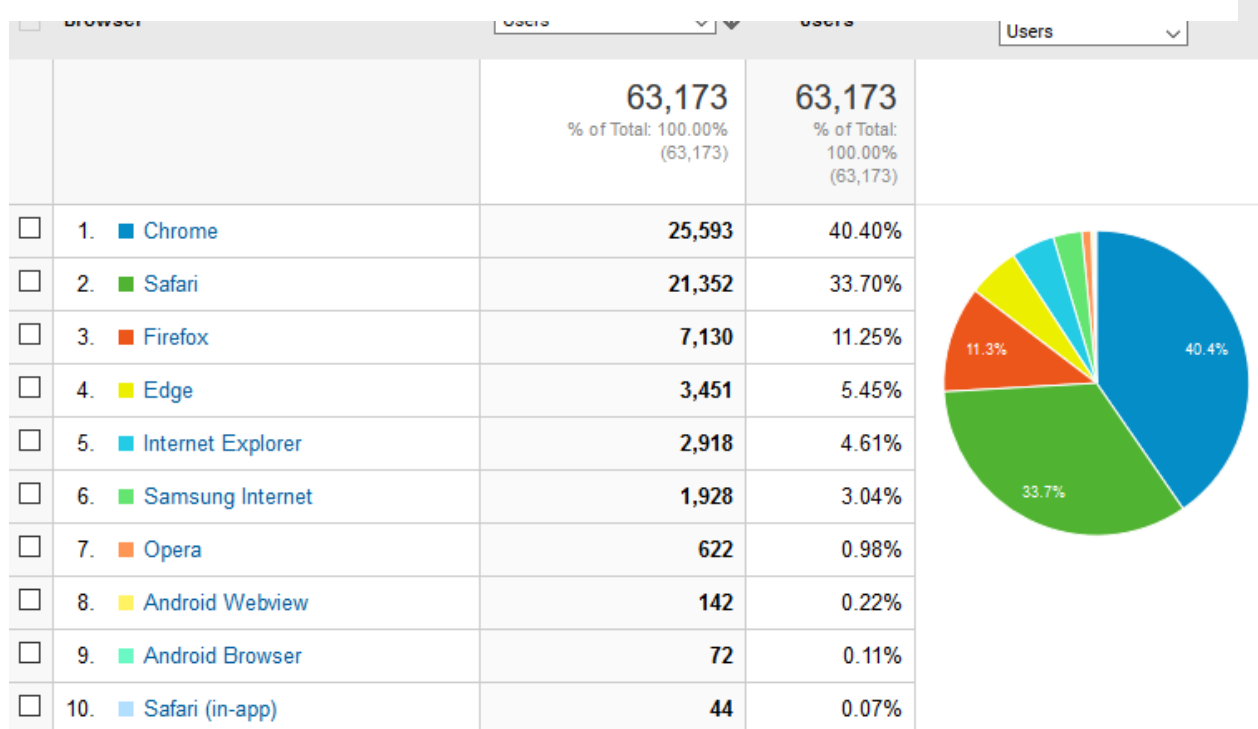 Browser Users Users Users
63,173 63,173
% of Total: 100.00% % of Total:
(63,173) 100.00%
(63,173)
1. Chrome 25,593 40.40%
2. Safari 21,352 33.70%
3. Firefox 7,130 11.25%
4. Edge 3,451 5.45%
5. Internet Explorer 2,918 4.61%
6. Samsung Internet 1,928 3.04%
7. Opera 622 0.98%
8. Android Webview 142 0.22%
9. Android Browser 72 0.11%
10. Safari (in-app) 44 0.07%
11.3% 40.4%
33.7%